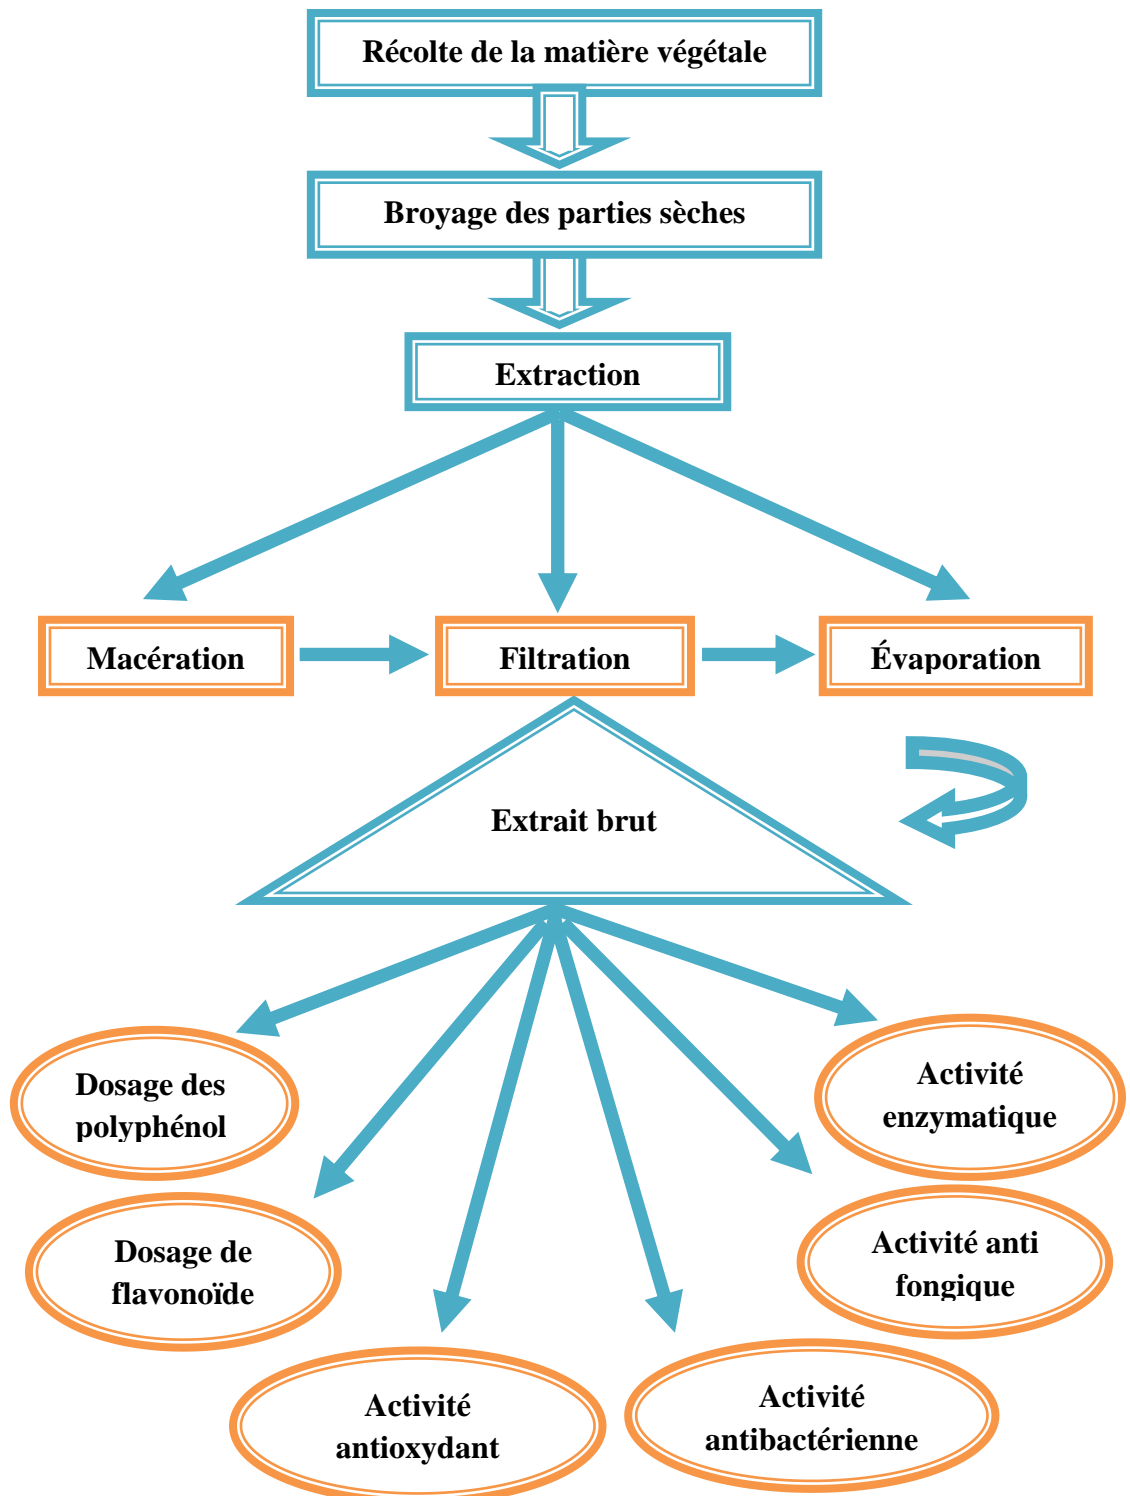 Récolte de la matière végétale
Broyage des parties sèches
Extraction
Macération
Filtration
Évaporation
Extrait brut
Dosage des
polyphénol
Activité
enzymatique
Dosage de
flavonoïde
Activité anti
fongique
Activité
antioxydant
Activité
antibactérienne